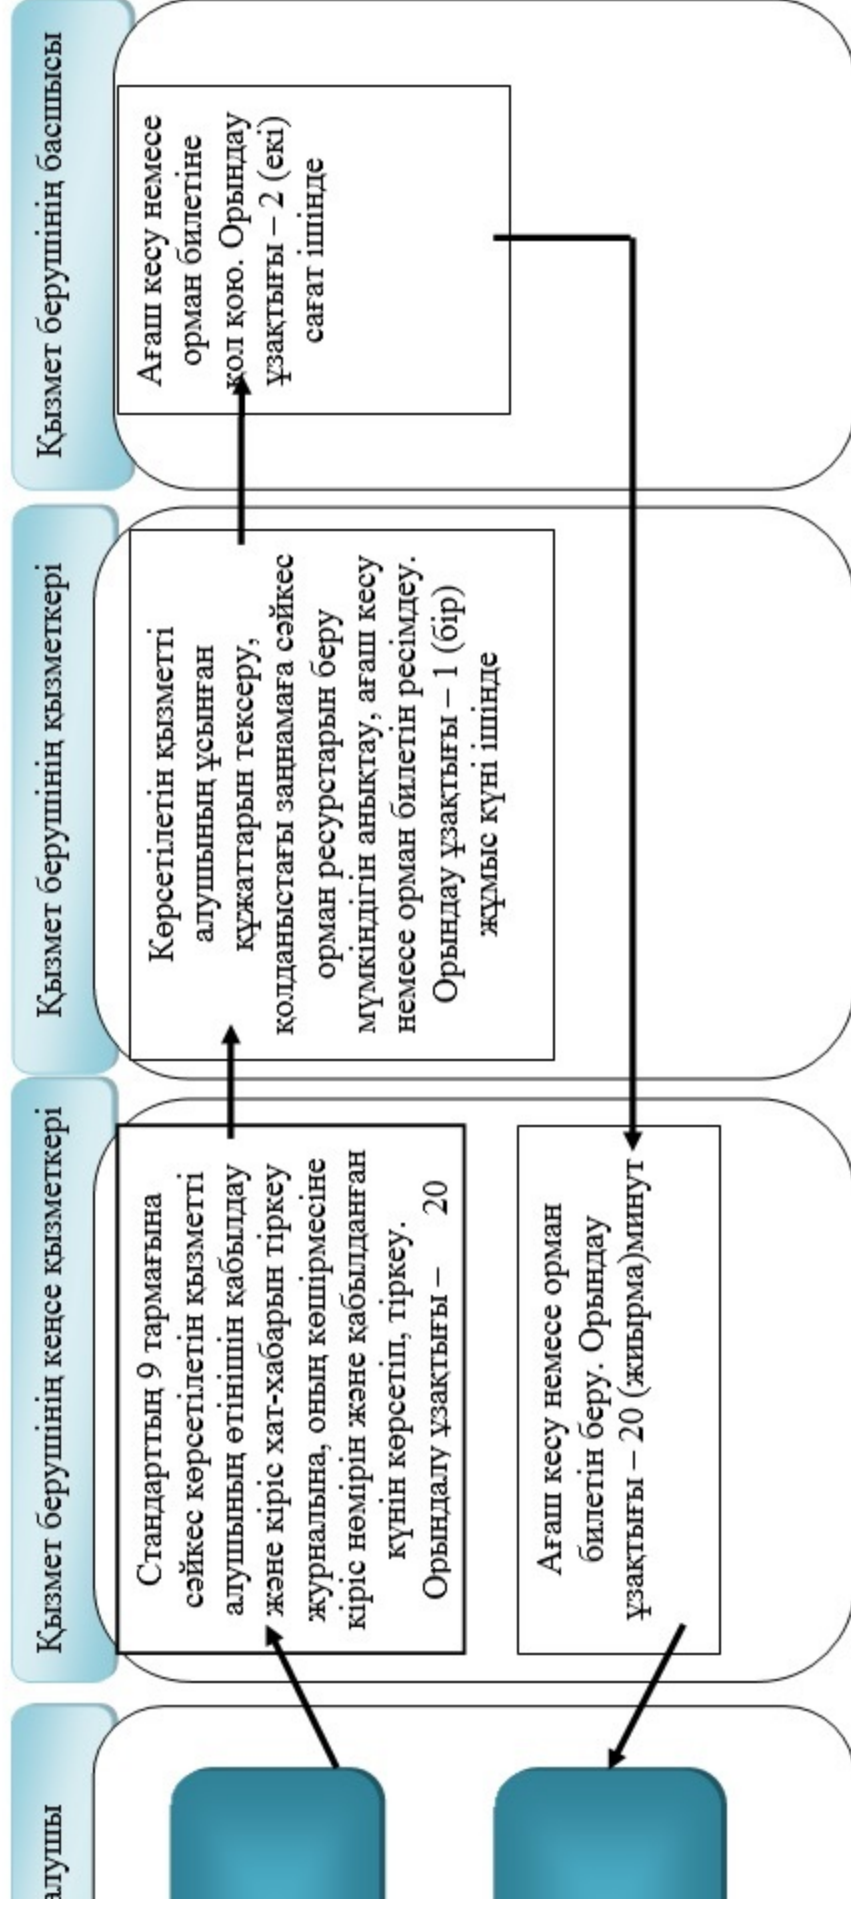 алушы
Қызмет берушінің кеңсе қызметкері
Стандарттың 9 тармағына
сәйкес көрсетілетін қызметті
алушының өтінішін қабылдау
және кіріс хат-хабарын тіркеу
журналына, оның көшірмесіне
кіріс нөмірін және қабылданған
күнін көрсетіп, тіркеу.
Орындалу ұзақтығы – 20
Ағаш кесу немесе орман
билетін беру. Орындау
ұзақтығы – 20 (жиырма)минут
Қызмет берушінің қызметкері
Көрсетілетін қызметті
алушының ұсынған
құжаттарын тексеру,
қолданыстағы заңнамаға сәйкес
орман ресурстарын беру
мүмкіндігін анықтау, ағаш кесу
немесе орман билетін ресімдеу.
Орындау ұзақтығы – 1 (бір)
жұмыс күні ішінде
Қызмет берушінің басшысы
Ағаш кесу немесе
орман билетіне
қол қою. Орындау
ұзақтығы – 2 (екі)
сағат ішінде